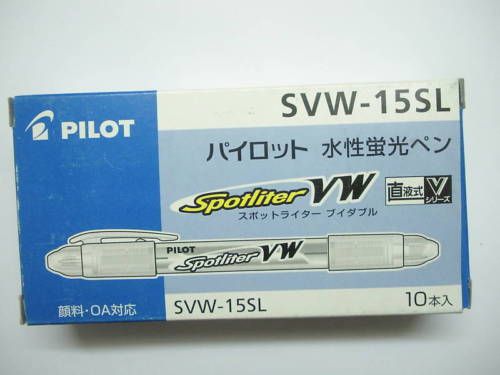 SVW-15SL
PILOT
パイロット 水性蛍光ペン
Spotliter VW
直液式 Vシリーズ
スポットライター ブイダブル
PILOT Spotliter VW
顔料・OA対応
SVW-15SL
10本入